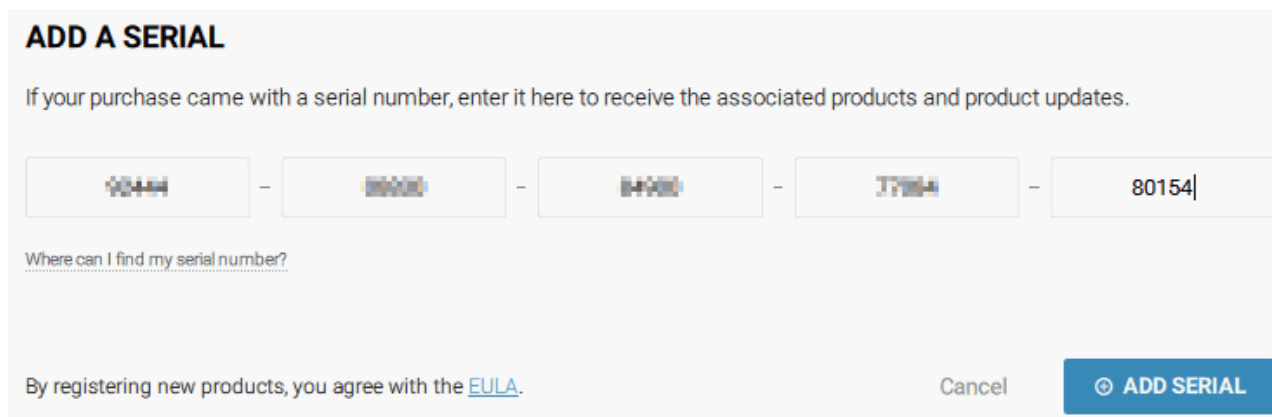 ADD A SERIAL
If your purchase came with a serial number, enter it here to receive the associated products and product updates.
– – – – 80154
Where can I find my serial number?
By registering new products, you agree with the EULA. Cancel ⊕ ADD SERIAL